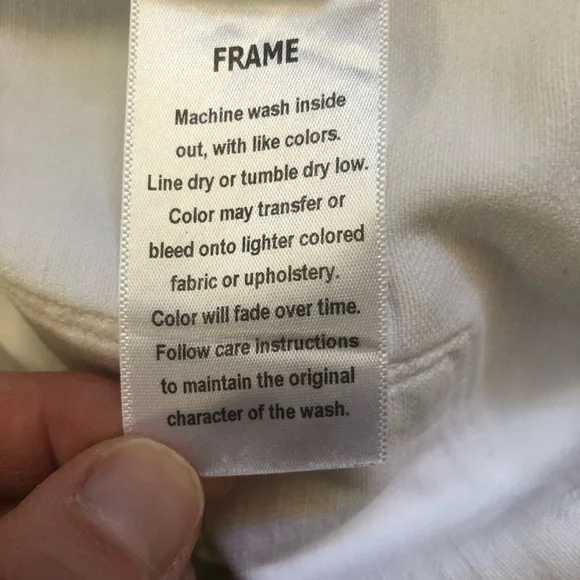 FRAME
Machine wash inside
out, with like colors.
Line dry or tumble dry low.
Color may transfer or
bleed onto lighter colored
fabric or upholstery.
Color will fade over time.
Follow care instructions
to maintain the original
character of the wash.